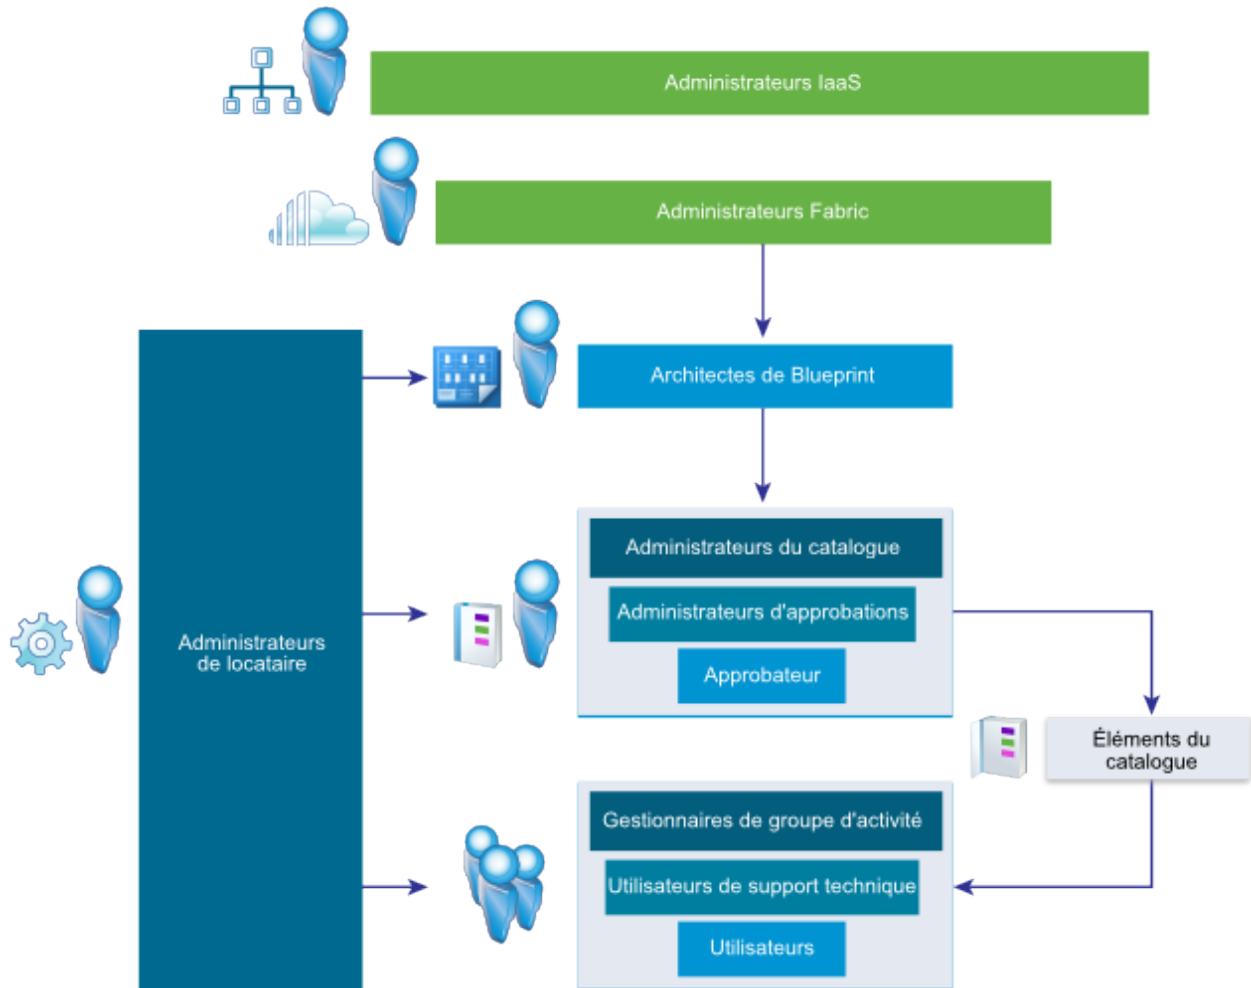 Administrateurs IaaS
Administrateurs Fabric
Architectes de Blueprint
Administrateurs du catalogue
Administrateurs d'approbations
Approbateur
Administrateurs
de locataire
Éléments du
catalogue
Gestionnaires de groupe d'activité
Utilisateurs de support technique
Utilisateurs